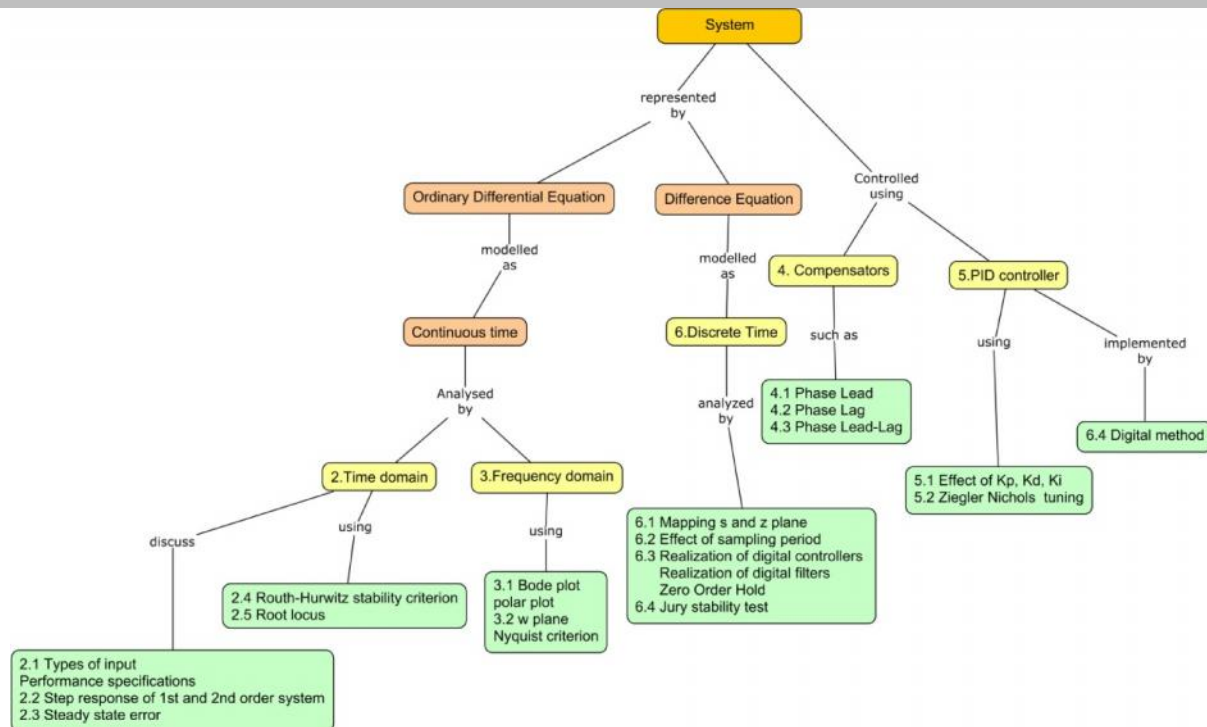 System
represented
by
Controlled
using
Ordinary Differential Equation
Difference Equation
modelled
as
modelled
as
4. Compensators
5.PID controller
Continuous time
6.Discrete Time
such as
using
implemented
by
Analysed
by
analyzed
by
4.1 Phase Lead
4.2 Phase Lag
4.3 Phase Lead-Lag
6.4 Digital method
2.Time domain
3.Frequency domain
5.1 Effect of Kp, Kd, Ki
5.2 Ziegler Nichols tuning
discuss
using
using
6.1 Mapping s and z plane
6.2 Effect of sampling period
6.3 Realization of digital controllers
Realization of digital filters
Zero Order Hold
6.4 Jury stability test
2.4 Routh-Hurwitz stability criterion
2.5 Root locus
3.1 Bode plot
polar plot
3.2 w plane
Nyquist criterion
2.1 Types of input
Performance specifications
2.2 Step response of 1st and 2nd order system
2.3 Steady state error